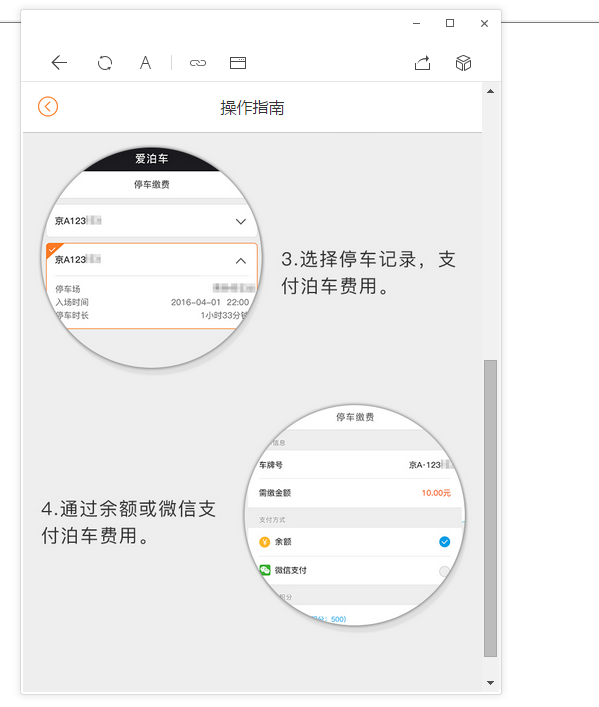 A
操作指南
爱泊车
停车缴费
京A123
京A123
停车场
入场时间 2016-04-01 22:00
停车时长 1小时33分钟
3.选择停车记录，支
付泊车费用。
停车缴费
信息
车牌号 京A·123
需缴金额 10.00元
支付方式
余额
微信支付
积分
500)
4.通过余额或微信支
付泊车费用。